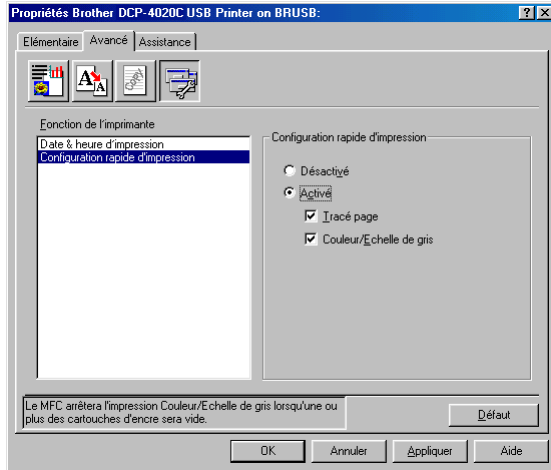 Propriétés Brother DCP-4020C USB Printer on BRUSB:
Elémentaire
Avancé
Assistance
Fonction de l'imprimante
Date & heure d'impression
Configuration rapide d'impression
Configuration rapide d'impression
Désactivé
Activé
Tracé page
Couleur/Echelle de gris
Le MFC arrêtera l'impression Couleur/Echelle de gris lorsqu'une ou
plus des cartouches d'encre sera vide.
Défaut
OK
Annuler
Appliquer
Aide